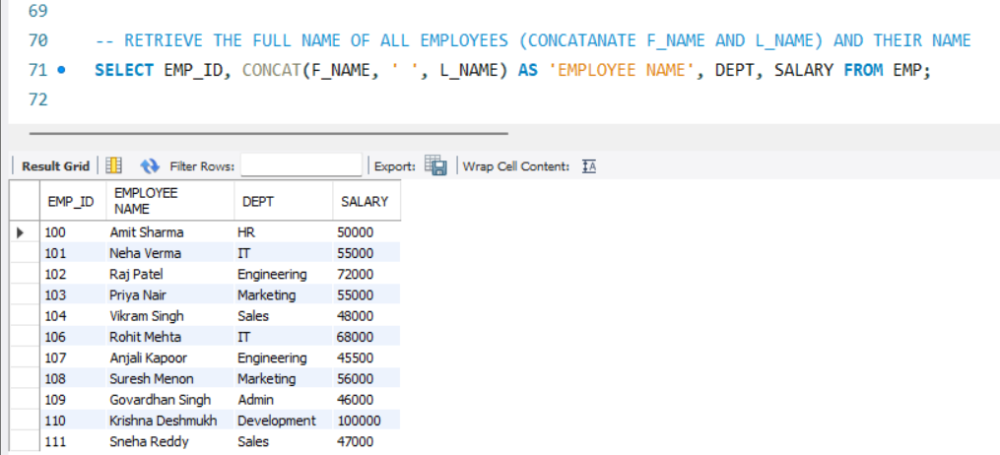 69
70 -- RETRIEVE THE FULL NAME OF ALL EMPLOYEES (CONCATANATE F_NAME AND L_NAME) AND THEIR NAME
71 SELECT EMP_ID, CONCAT(F_NAME, ' ', L_NAME) AS 'EMPLOYEE NAME', DEPT, SALARY FROM EMP;
72
Result Grid Filter Rows: Export: Wrap Cell Content: IA
EMP_ID EMPLOYEE NAME DEPT SALARY
100 Amit Sharma HR 50000
101 Neha Verma IT 55000
102 Raj Patel Engineering 72000
103 Priya Nair Marketing 55000
104 Vikram Singh Sales 48000
106 Rohit Mehta IT 68000
107 Anjali Kapoor Engineering 45500
108 Suresh Menon Marketing 56000
109 Govardhan Singh Admin 46000
110 Krishna Deshmukh Development 100000
111 Sneha Reddy Sales 47000